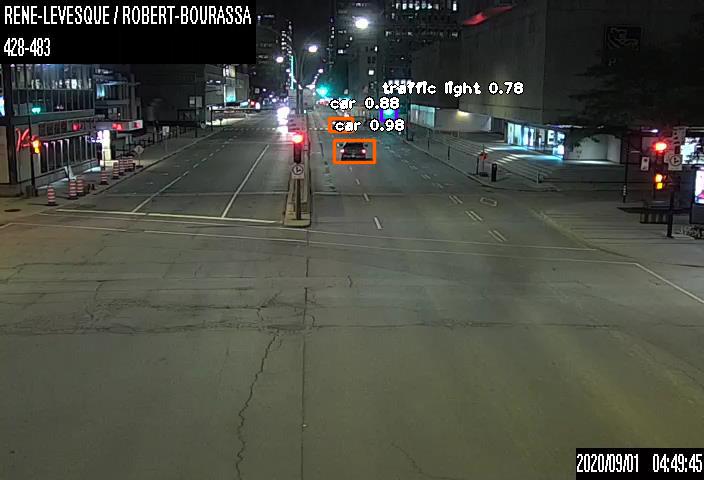 RENE-LEVESQUE / ROBERT-BOURASSA
428-483
traffic light 0.78
car 0.88
car 0.98
2020/09/01 04:49:45